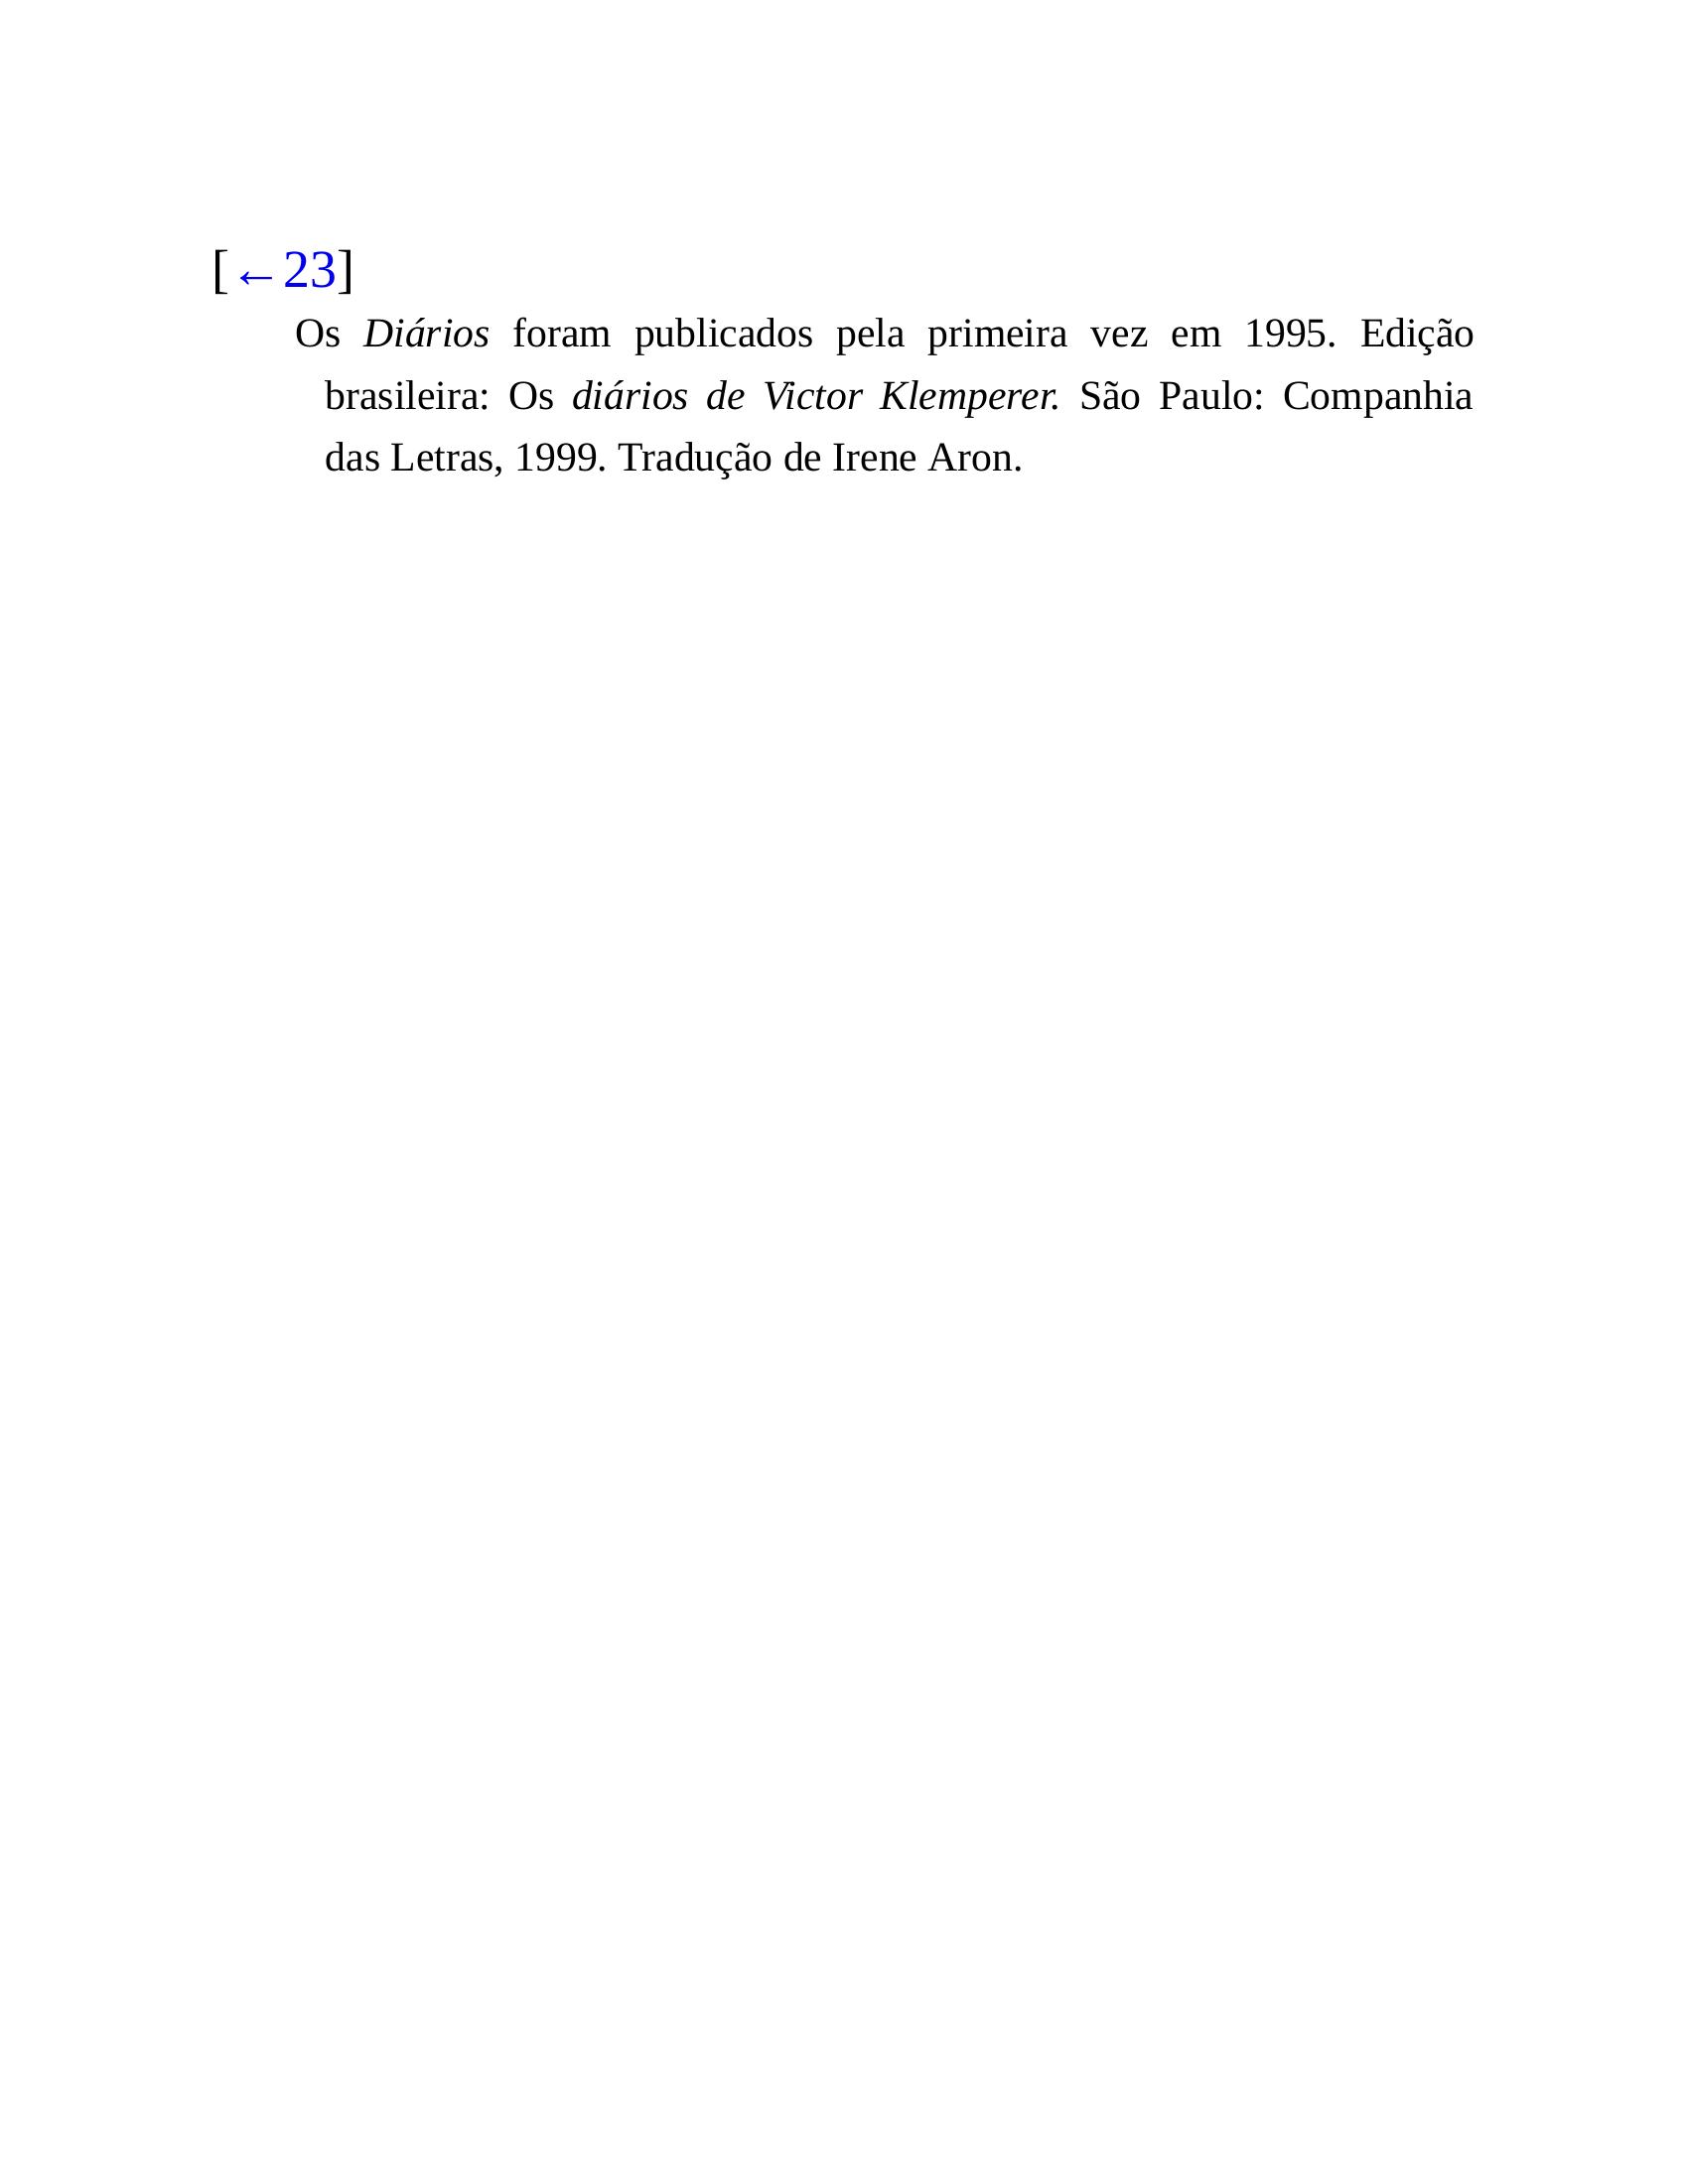 [←23]
Os Diários foram publicados pela primeira vez em 1995. Edição
brasileira: Os diários de Victor Klemperer. São Paulo: Companhia
das Letras, 1999. Tradução de Irene Aron.